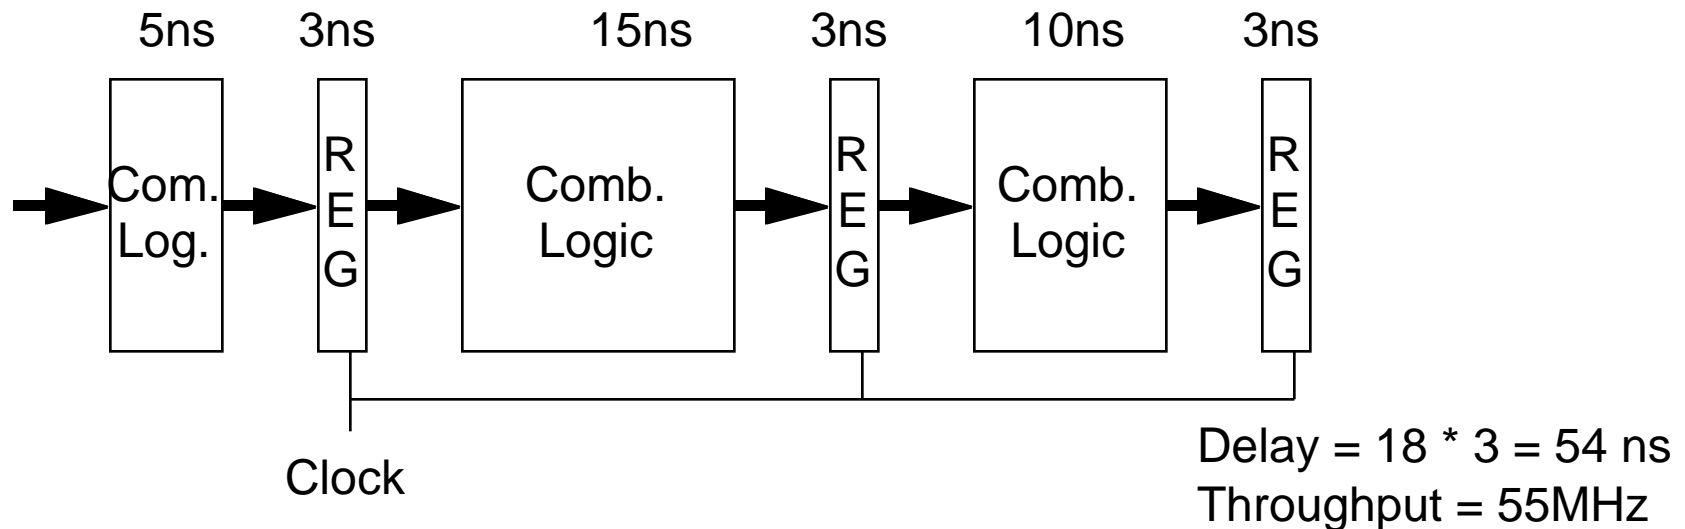 5ns 3ns 15ns 3ns 10ns 3ns
Com.
Log.
R
E
G
Comb.
Logic
R
E
G
Comb.
Logic
R
E
G
Clock
Delay = 18 * 3 = 54 ns
Throughput = 55MHz